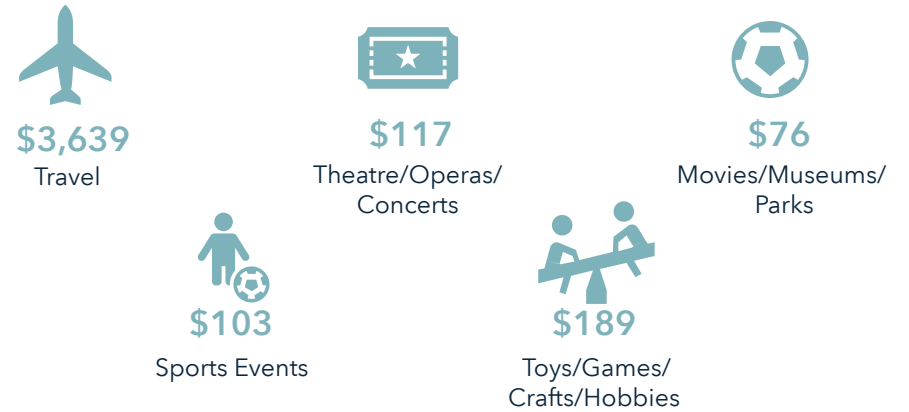 $3,639
Travel
$117
Theatre/Operas/
Concerts
$76
Movies/Museums/
Parks
$103
Sports Events
$189
Toys/Games/
Crafts/Hobbies